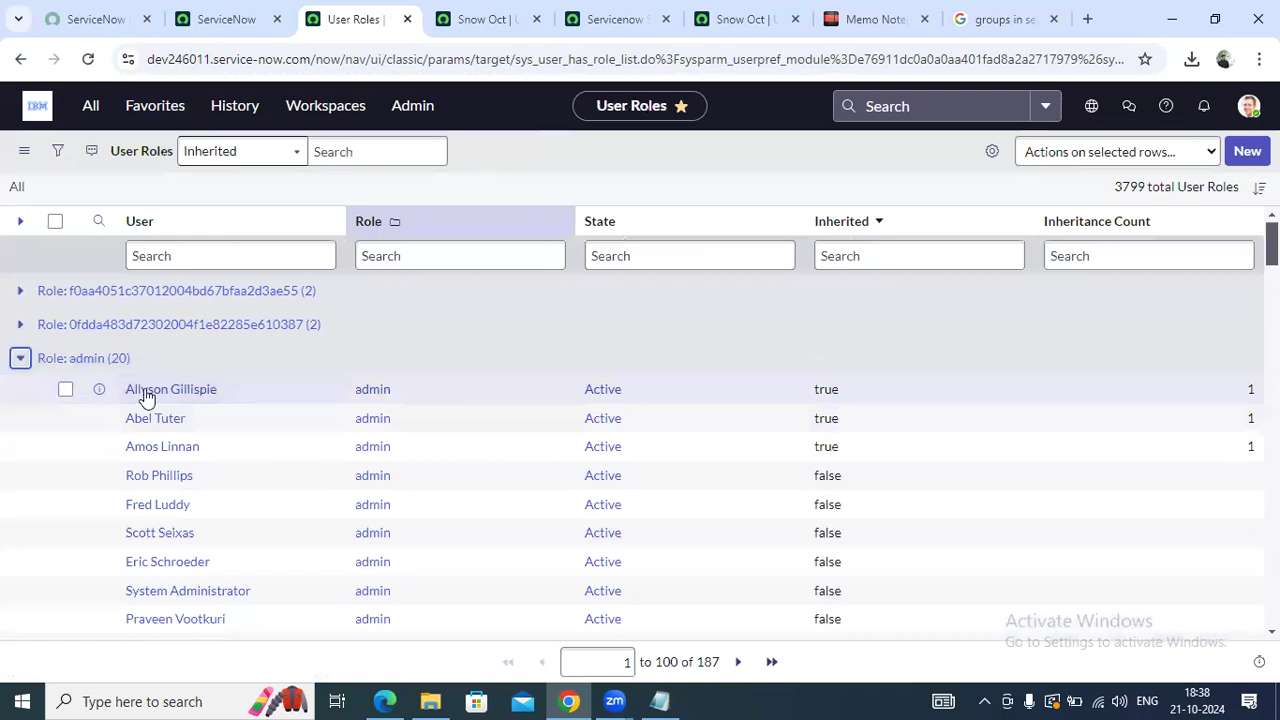 ServiceNow
ServiceNow
User Roles |
Snow Oct | U
Servicenow S
Snow Oct | U
Memo Note
groups in se
dev246011.service-now.com/now/nav/ui/classic/params/target/sys_user_has_role_list.do%3Fsysparm_userpref_module%3De76911dc0a0a0aa401fad8a2a2717979%26sy...
IBM
All
Favorites
History
Workspaces
Admin
User Roles
Search
User Roles
Inherited
Search
Actions on selected rows...
New
All
3799 total User Roles
User
Role
State
Inherited
Inheritance Count
Search
Search
Search
Search
Search
Role: f0aa4051c37012004bd67bfaa2d3ae55 (2)
Role: 0fdda483d72302004f1e82285e610387 (2)
Role: admin (20)
Allyson Gillispie admin Active true 1
Abel Tuter admin Active true 1
Amos Linnan admin Active true 1
Rob Phillips admin Active false
Fred Luddy admin Active false
Scott Seixas admin Active false
Eric Schroeder admin Active false
System Administrator admin Active false
Praveen Vootkuri admin Active false
Activate Windows
Go to Settings to activate Windows.
1 to 100 of 187
Type here to search
zm
ENG
18:38
21-10-2024